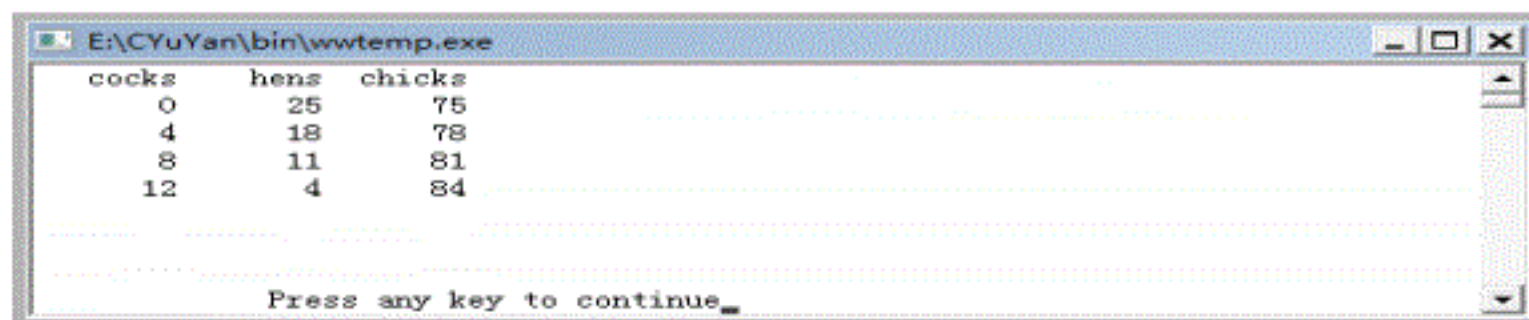 E:\CYuYan\bin\wwtemp.exe
cocks hens chicks
0 25 75
4 18 78
8 11 81
12 4 84
Press any key to continue_